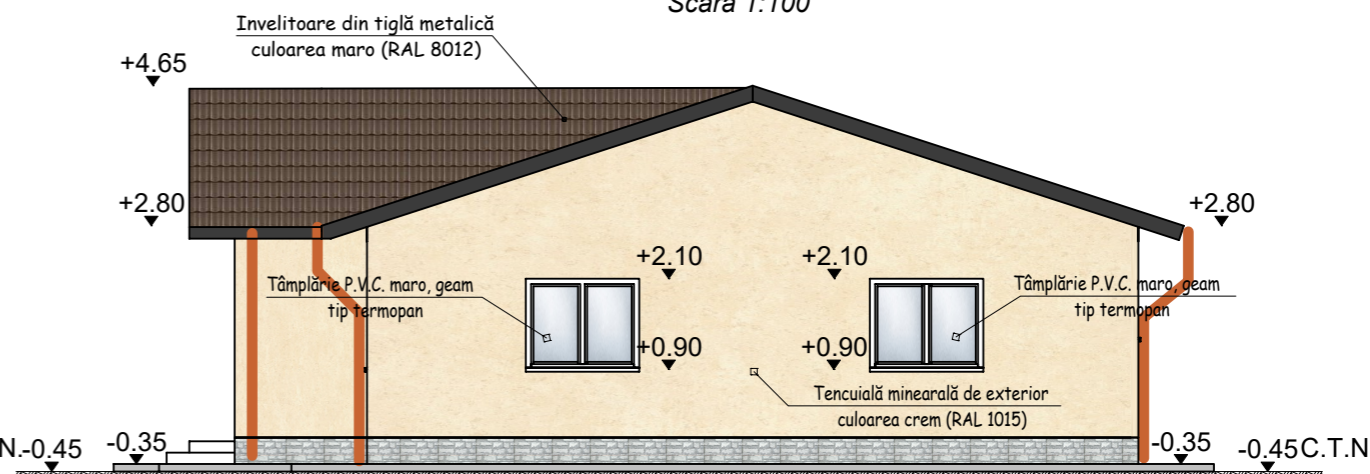 Scara 1:100
Invelitoare din tiglă metalică
culoarea maro (RAL 8012)
+4.65
+2.80
+2.80
+2.10
+2.10
Tâmplărie P.V.C. maro, geam
tip termopan
Tâmplărie P.V.C. maro, geam
tip termopan
+0.90
+0.90
Tencuială minearală de exterior
culoarea crem (RAL 1015)
N.-0.45
-0.35
-0.35
-0.45C.T.N